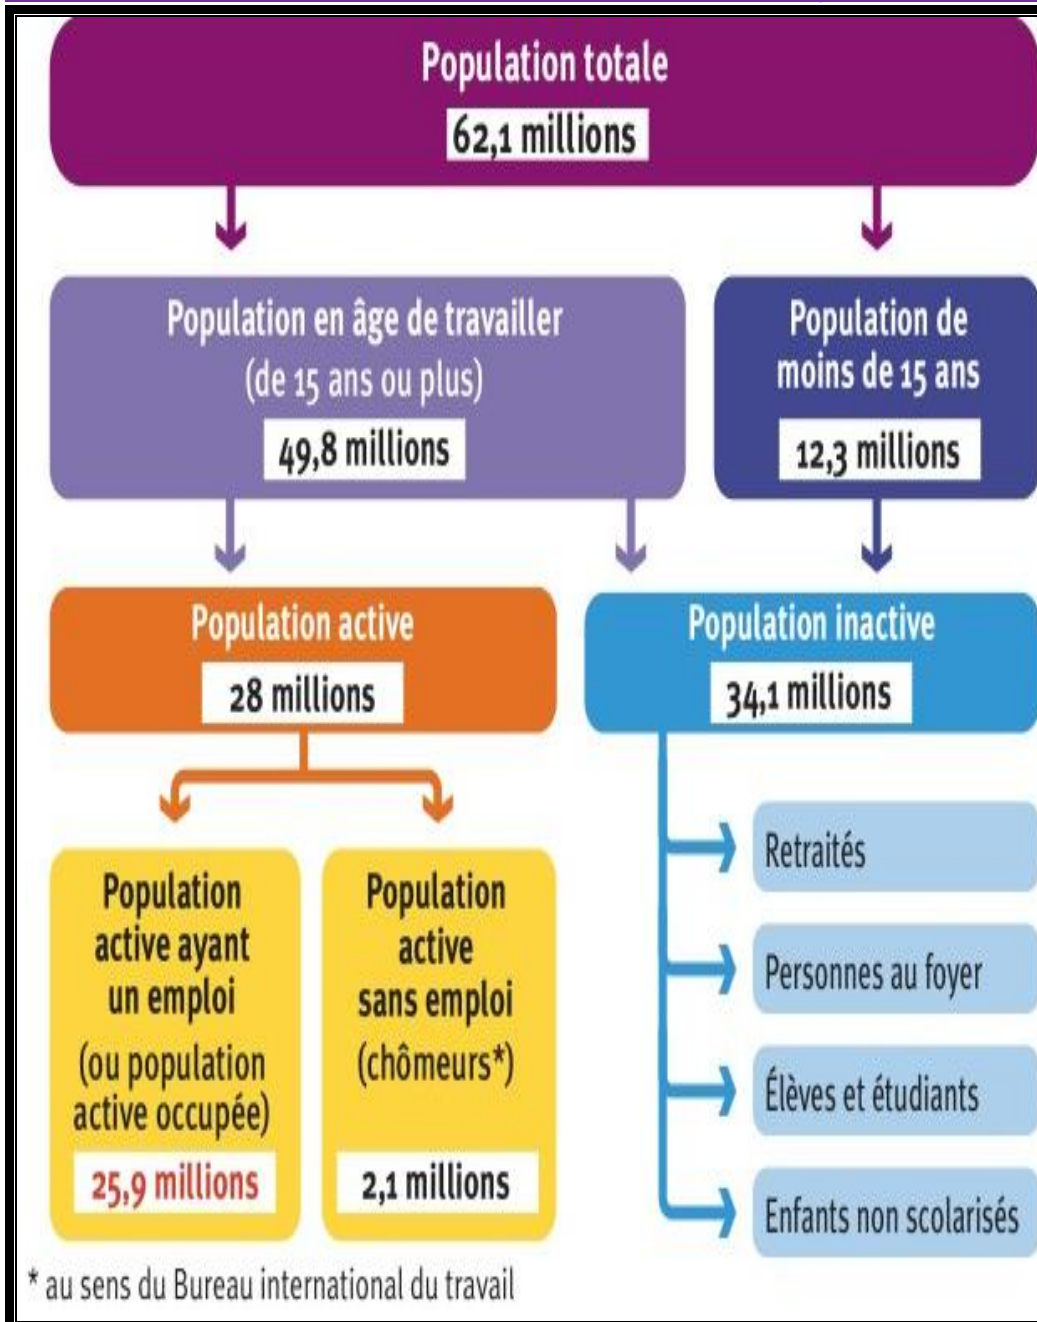 Population totale
62,1 millions
Population en âge de travailler
(de 15 ans ou plus)
49,8 millions
Population de
moins de 15 ans
12,3 millions
Population active
28 millions
Population inactive
34,1 millions
Population
active ayant
un emploi
(ou population
active occupée)
25,9 millions
Population
active
sans emploi
(chômeurs*)
2,1 millions
Retraités
Personnes au foyer
Élèves et étudiants
Enfants non scolarisés
* au sens du Bureau international du travail